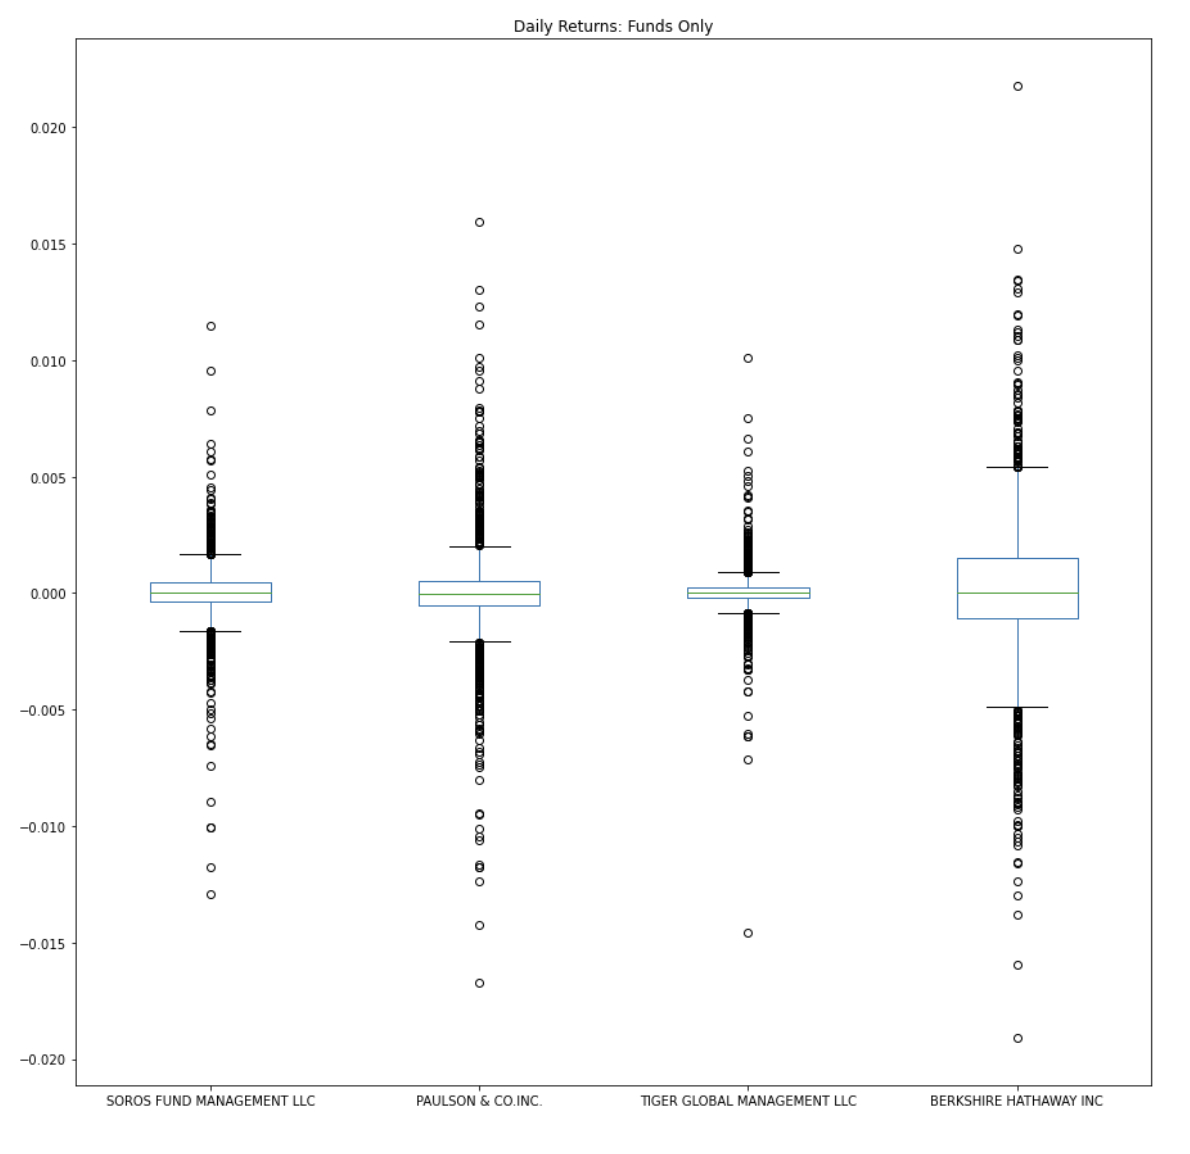 Daily Returns: Funds Only
0.020
0.015
0.010
0.005
0.000
−0.005
−0.010
−0.015
−0.020
SOROS FUND MANAGEMENT LLC
PAULSON & CO.INC.
TIGER GLOBAL MANAGEMENT LLC
BERKSHIRE HATHAWAY INC